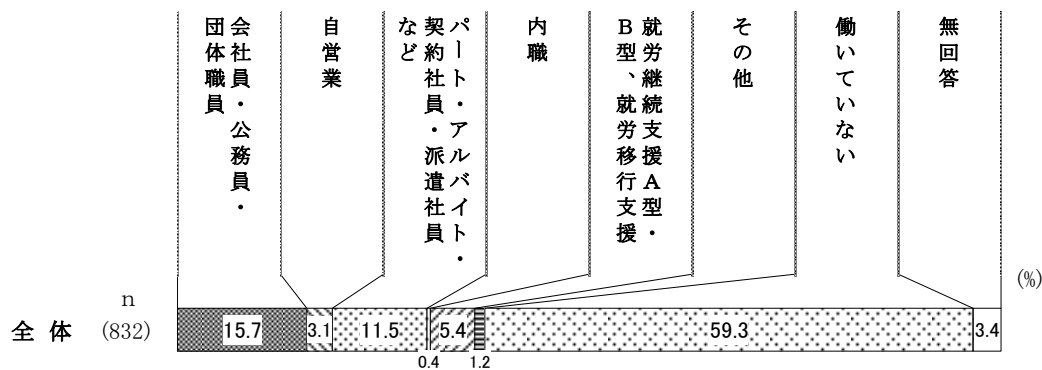 会社員・公務員・
団体職員
自営業
パート・アルバイト・
契約社員・派遣社員
など
内職
就労継続支援A型・
B型、就労移行支援
その他
働いていない
無回答
(%)
n
全体
(832)
15.7
3.1
11.5
0.4
5.4
1.2
59.3
3.4